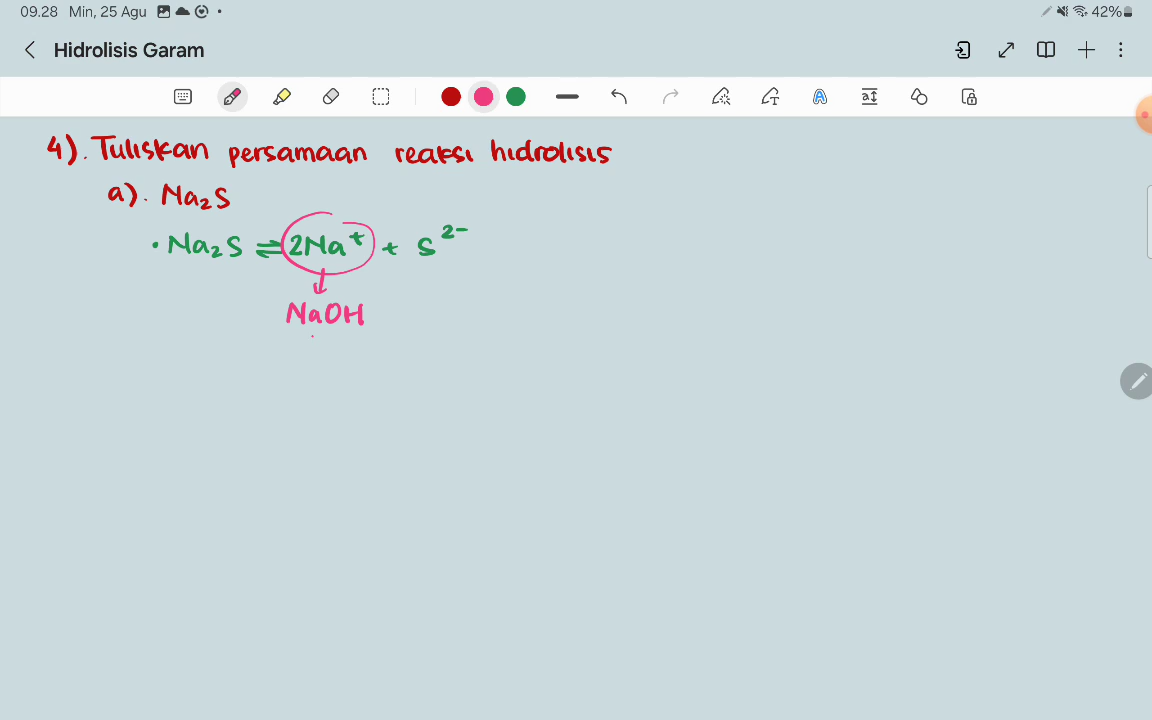 09.28 Min, 25 Agu 42%
Hidrolisis Garam
4). Tuliskan persamaan reaksi hidrolisis
a). Na₂S
• Na₂S ⇌ 2Na⁺ + S²⁻
↓
NaOH